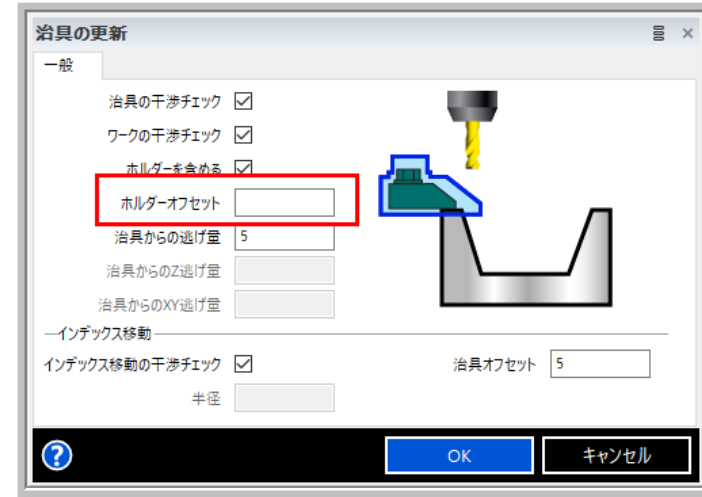 治具の更新
一般
治具の干渉チェック
ワークの干渉チェック
ホルダーを含める
ホルダーオフセット
治具からの逃げ量 5
治具からのZ逃げ量
治具からのXY逃げ量
インデックス移動
インデックス移動の干渉チェック 治具オフセット 5
半径
? OK キャンセル